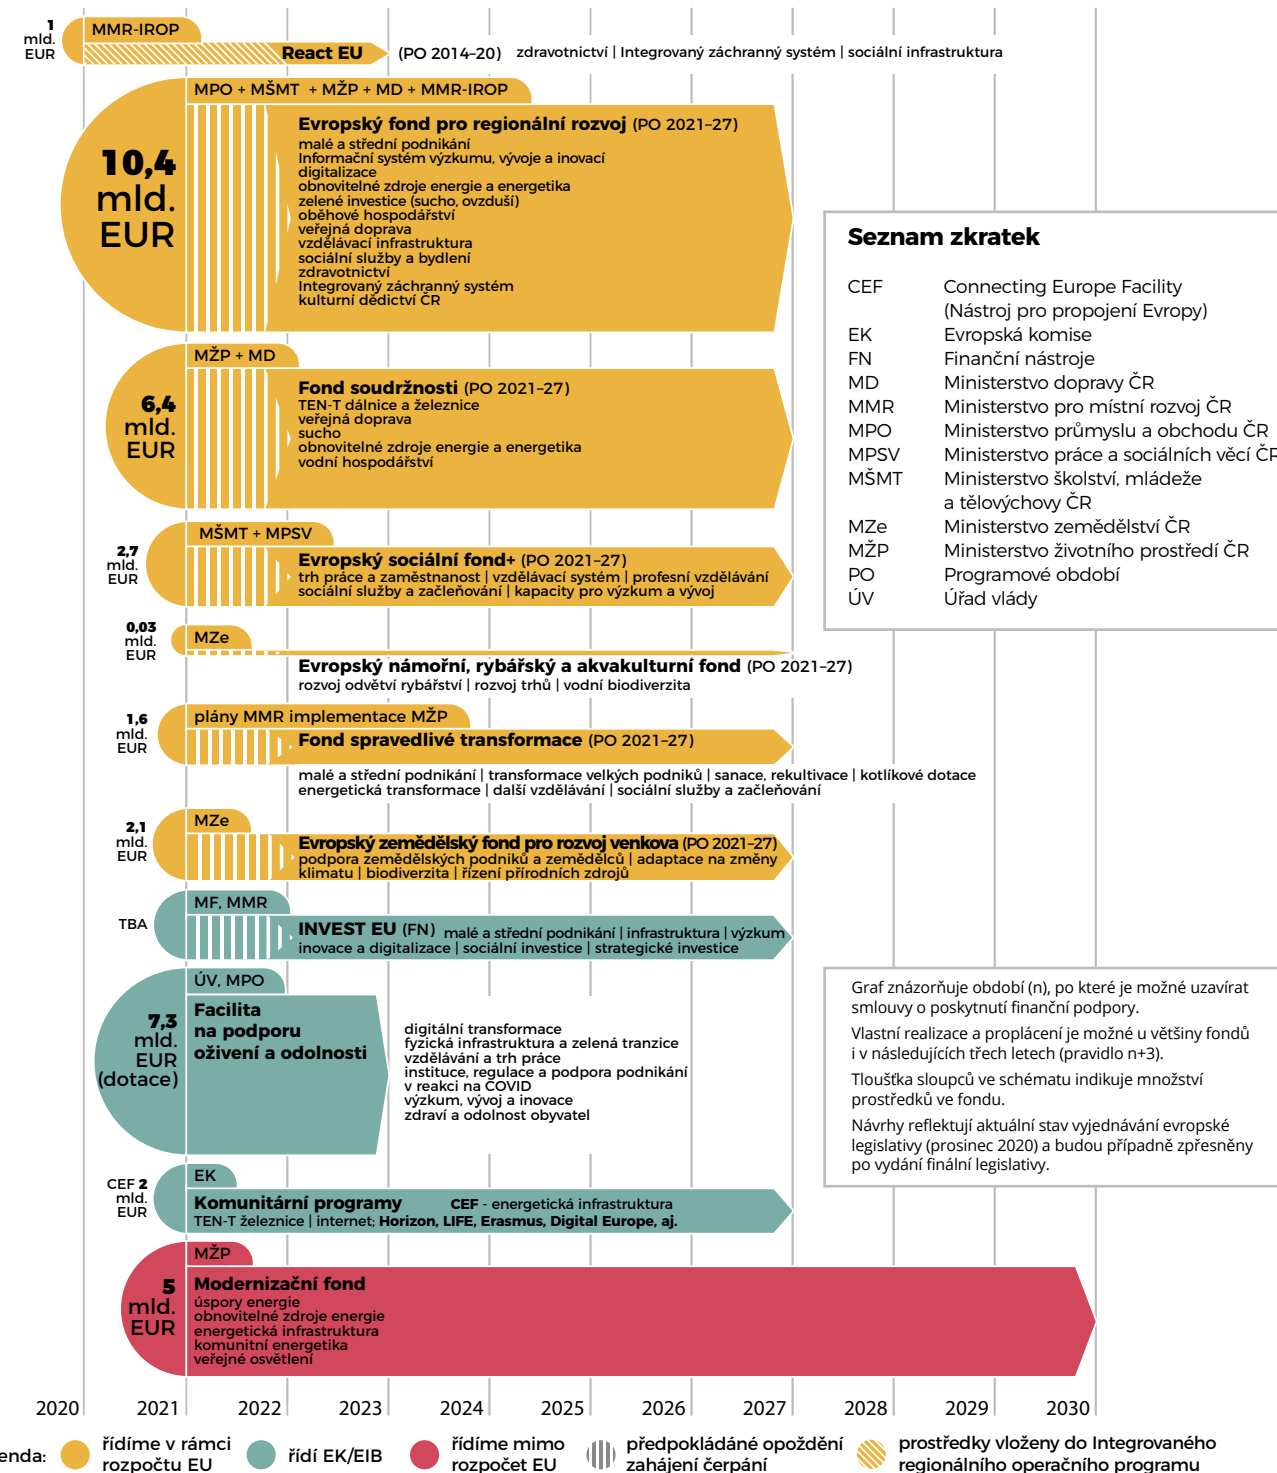 1
mld.
EUR
MMR-IROP
React EU (PO 2014–20) zdravotnictví | Integrovaný záchranný systém | sociální infrastruktura
MPO + MŠMT + MŽP + MD + MMR-IROP
10,4
mld.
EUR
Evropský fond pro regionální rozvoj (PO 2021–27)
malé a střední podnikání
Informační systém výzkumu, vývoje a inovací
digitalizace
obnovitelné zdroje energie a energetika
zelené investice (sucho, ovzduší)
oběhové hospodářství
veřejná doprava
vzdělávací infrastruktura
sociální služby a bydlení
zdravotnictví
Integrovaný záchranný systém
kulturní dědictví ČR
MŽP + MD
6,4
mld.
EUR
Fond soudržnosti (PO 2021–27)
TEN-T dálnice a železnice
veřejná doprava
sucho
obnovitelné zdroje energie a energetika
vodní hospodářství
MŠMT + MPSV
2,7
mld.
EUR
Evropský sociální fond+ (PO 2021–27)
trh práce a zaměstnanost | vzdělávací systém | profesní vzdělávání
sociální služby a začleňování | kapacity pro výzkum a vývoj
0,03
mld.
EUR
MZe
Evropský námořní, rybářský a akvakulturní fond (PO 2021–27)
rozvoj odvětví rybářství | rozvoj trhů | vodní biodiverzita
plány MMR implementace MŽP
1,6
mld.
EUR
Fond spravedlivé transformace (PO 2021–27)
malé a střední podnikání | transformace velkých podniků | sanace, rekultivace | kotlíkové dotace
energetická transformace | další vzdělávání | sociální služby a začleňování
MZe
2,1
mld.
EUR
Evropský zemědělský fond pro rozvoj venkova (PO 2021–27)
podpora zemědělských podniků a zemědělců | adaptace na změny
klimatu | biodiverzita | řízení přírodních zdrojů
MF, MMR
TBA
INVEST EU (FN) malé a střední podnikání | infrastruktura | výzkum
inovace a digitalizace | sociální investice | strategické investice
ÚV, MPO
7,3
mld.
EUR
(dotace)
Facilita
na podporu
oživení a odolnosti
digitální transformace
fyzická infrastruktura a zelená tranzice
vzdělávání a trh práce
instituce, regulace a podpora podnikání
v reakci na COVID
výzkum, vývoj a inovace
zdraví a odolnost obyvatel
EK
CEF 2
mld.
EUR
Komunitární programy CEF - energetická infrastruktura
TEN-T železnice | internet; Horizon, LIFE, Erasmus, Digital Europe, aj.
MŽP
5
mld.
EUR
Modernizační fond
úspory energie
obnovitelné zdroje energie
energetická infrastruktura
komunitní energetika
veřejné osvětlení
Seznam zkratek
CEF Connecting Europe Facility
(Nástroj pro propojení Evropy)
EK Evropská komise
FN Finanční nástroje
MD Ministerstvo dopravy ČR
MMR Ministerstvo pro místní rozvoj ČR
MPO Ministerstvo průmyslu a obchodu ČR
MPSV Ministerstvo práce a sociálních věcí ČR
MŠMT Ministerstvo školství, mládeže
a tělovýchovy ČR
MZe Ministerstvo zemědělství ČR
MŽP Ministerstvo životního prostředí ČR
PO Programové období
ÚV Úřad vlády
Graf znázorňuje období (n), po které je možné uzavírat
smlouvy o poskytnutí finanční podpory.
Vlastní realizace a proplácení je možné u většiny fondů
i v následujících třech letech (pravidlo n+3).
Tloušťka sloupců ve schématu indikuje množství
prostředků ve fondu.
Návrhy reflektují aktuální stav vyjednávání evropské
legislativy (prosinec 2020) a budou případně zpřesněny
po vydání finální legislativy.
2020 2021 2022 2023 2024 2025 2026 2027 2028 2029 2030
enda:
řídíme v rámci
rozpočtu EU
řídí EK/EIB
řídíme mimo
rozpočet EU
předpokládáné opoždění
zahájení čerpání
prostředky vloženy do Integrovaného
regionálního operačního programu